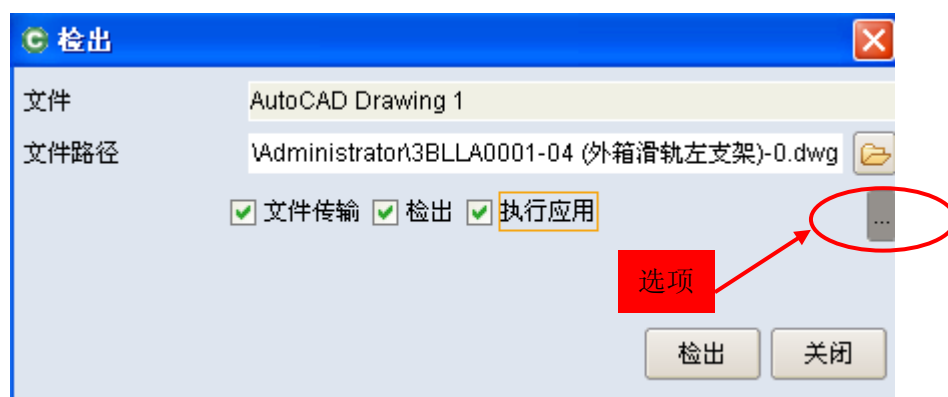 检出
文件 AutoCAD Drawing 1
文件路径 \Administrator\3BLLA0001-04 (外箱滑轨左支架)-0.dwg
文件传输 检出 执行应用 ...
选项
检出 关闭